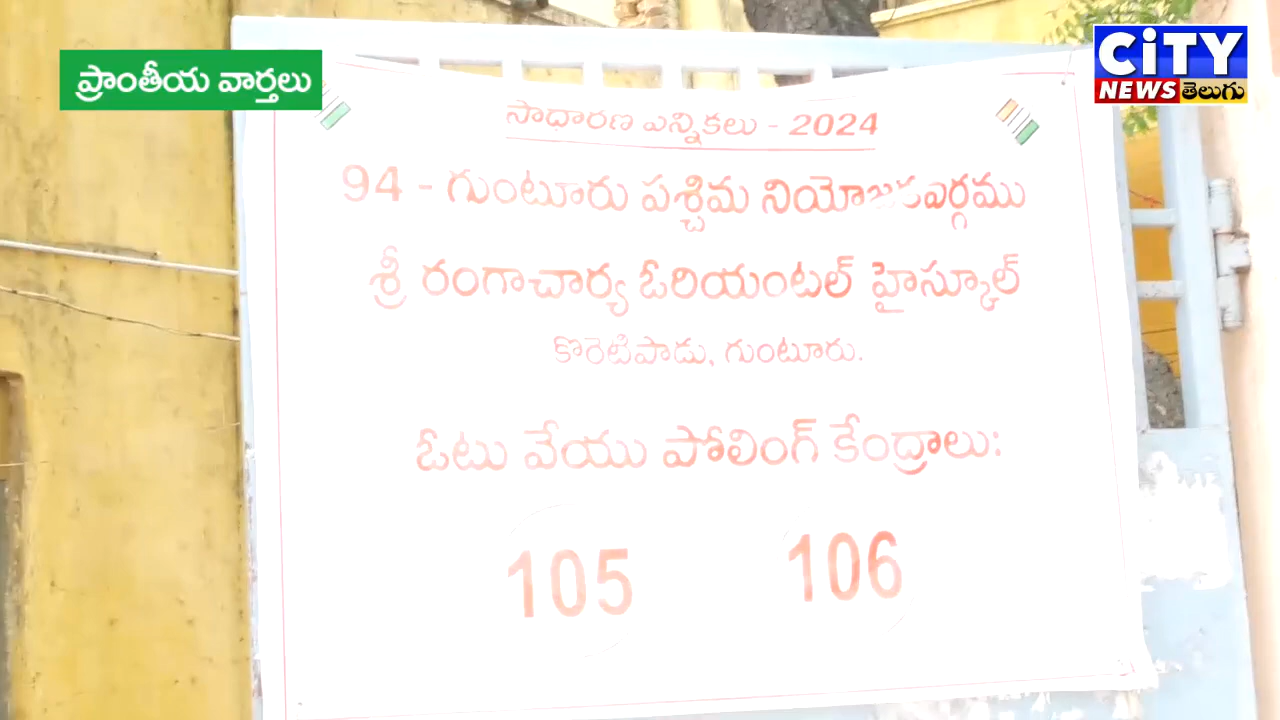 ప్రాంతీయ వార్తలు
CiTY
NEWS తెలుగు
సాధారణ ఎన్నికలు - 2024
94 - గుంటూరు పశ్చిమ నియోజకవర్గము
శ్రీ రంగాచార్య ఓరియంటల్ హైస్కూల్
కొరెటిపాడు, గుంటూరు.
ఓటు వేయు పోలింగ్ కేంద్రాలు:
105 106